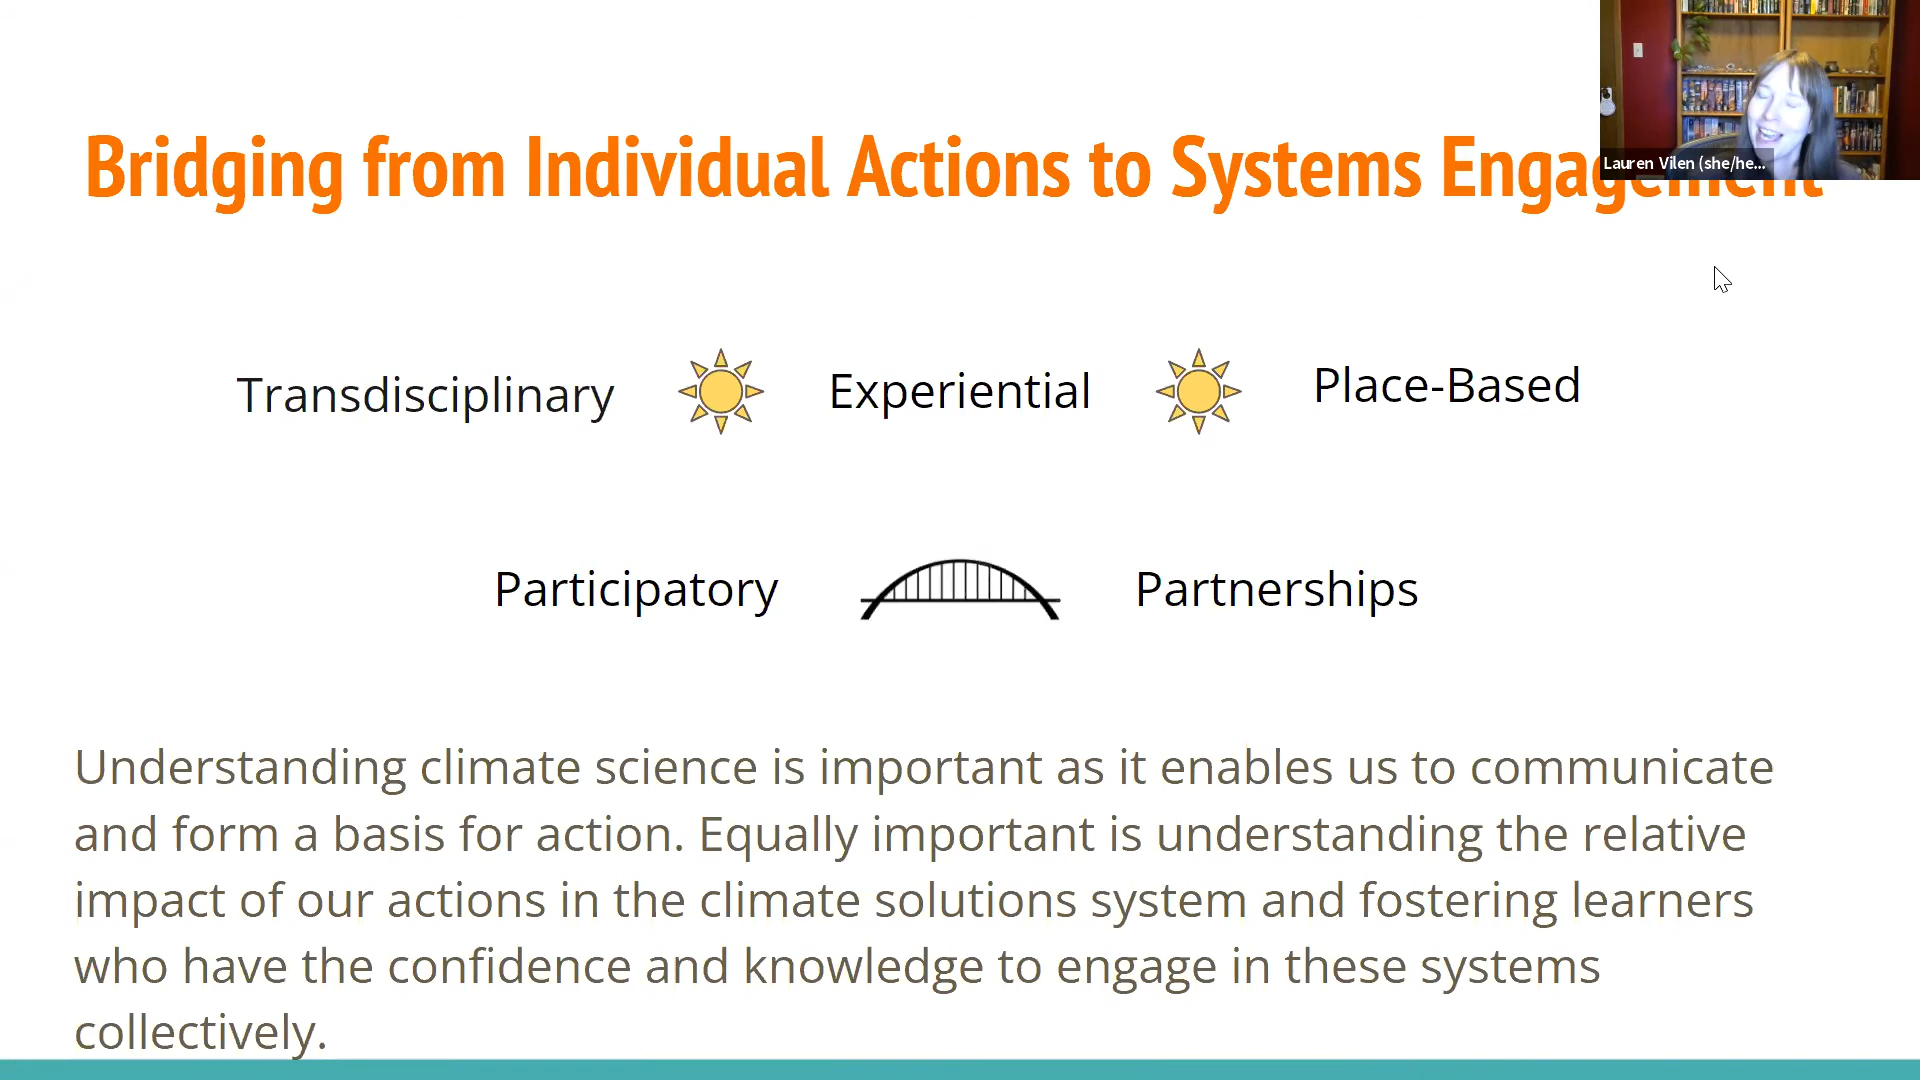 Bridging from Individual Actions to Systems Engagement
Lauren Vilen (she/he...
Transdisciplinary Experiential Place-Based
Participatory Partnerships
Understanding climate science is important as it enables us to communicate
and form a basis for action. Equally important is understanding the relative
impact of our actions in the climate solutions system and fostering learners
who have the confidence and knowledge to engage in these systems
collectively.